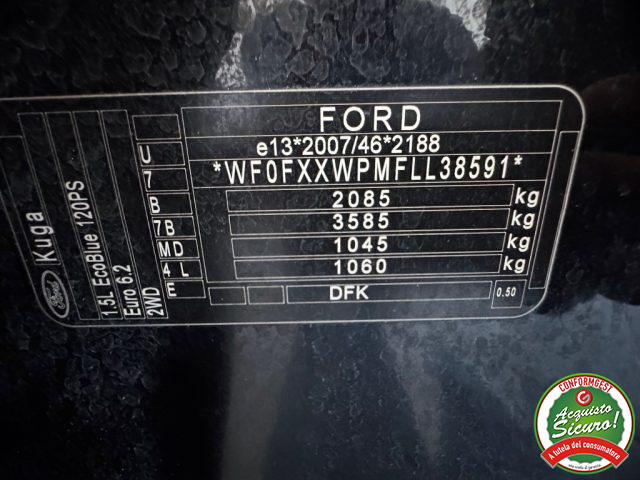 FORD
e13*2007/46*2188
*WF0FXXWPMFLL38591*
2085 kg
3585 kg
1045 kg
1060 kg
DFK 0.50
U
7
B
7B
MD
4 L
E
Ford Kuga
1.5L EcoBlue 120PS
Euro 6.2
2WD
CONFORMGEST
Acquisto
Sicuro!
A tutela del consumatore